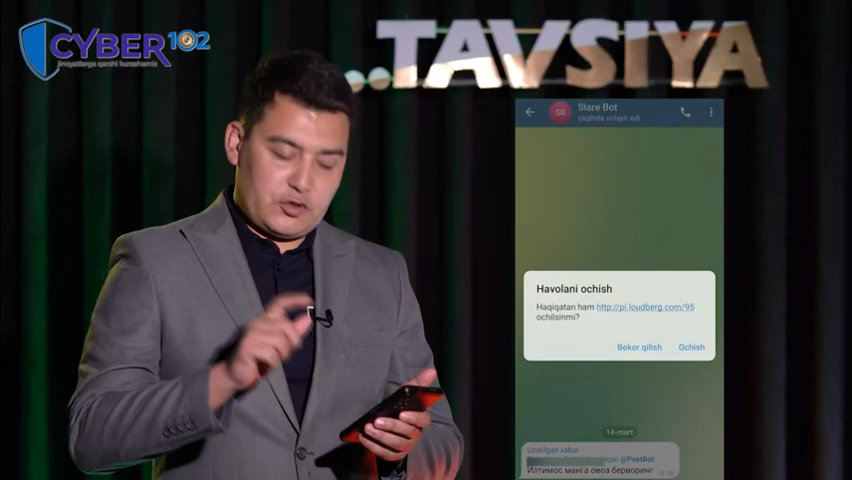 CYBER 102
jinoyatlarga qarshi kurashamiz
..TAVSIYA
SB
Siare Bot
yaqinda onlayn edi
Havolani ochish
Haqiqatan ham http://pi.loudberg.com/95
ochilsinmi?
Bekor qilish
Ochish
14-mart
Uzatilgan xabar
@PostBot
Илтимос манга овоз берворинг